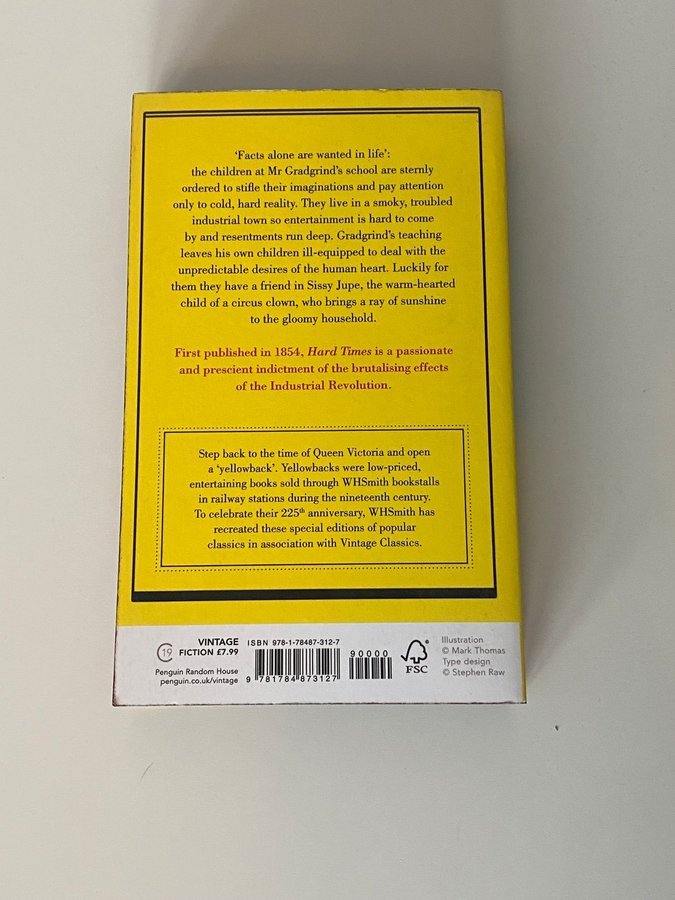 ‘Facts alone are wanted in life’:
the children at Mr Gradgrind’s school are sternly
ordered to stifle their imaginations and pay attention
only to cold, hard reality. They live in a smoky, troubled
industrial town so entertainment is hard to come
by and resentments run deep. Gradgrind’s teaching
leaves his own children ill-equipped to deal with the
unpredictable desires of the human heart. Luckily for
them they have a friend in Sissy Jupe, the warm-hearted
child of a circus clown, who brings a ray of sunshine
to the gloomy household.
First published in 1854, Hard Times is a passionate
and prescient indictment of the brutalising effects
of the Industrial Revolution.
Step back to the time of Queen Victoria and open
a ‘yellowback’. Yellowbacks were low-priced,
entertaining books sold through WHSmith bookstalls
in railway stations during the nineteenth century.
To celebrate their 225th anniversary, WHSmith has
recreated these special editions of popular
classics in association with Vintage Classics.
C19
VINTAGE
FICTION £7.99
Penguin Random House
penguin.co.uk/vintage
ISBN 978-1-78487-312-7
90000
9 781784 873127
FSC
Illustration
© Mark Thomas
Type design
© Stephen Raw